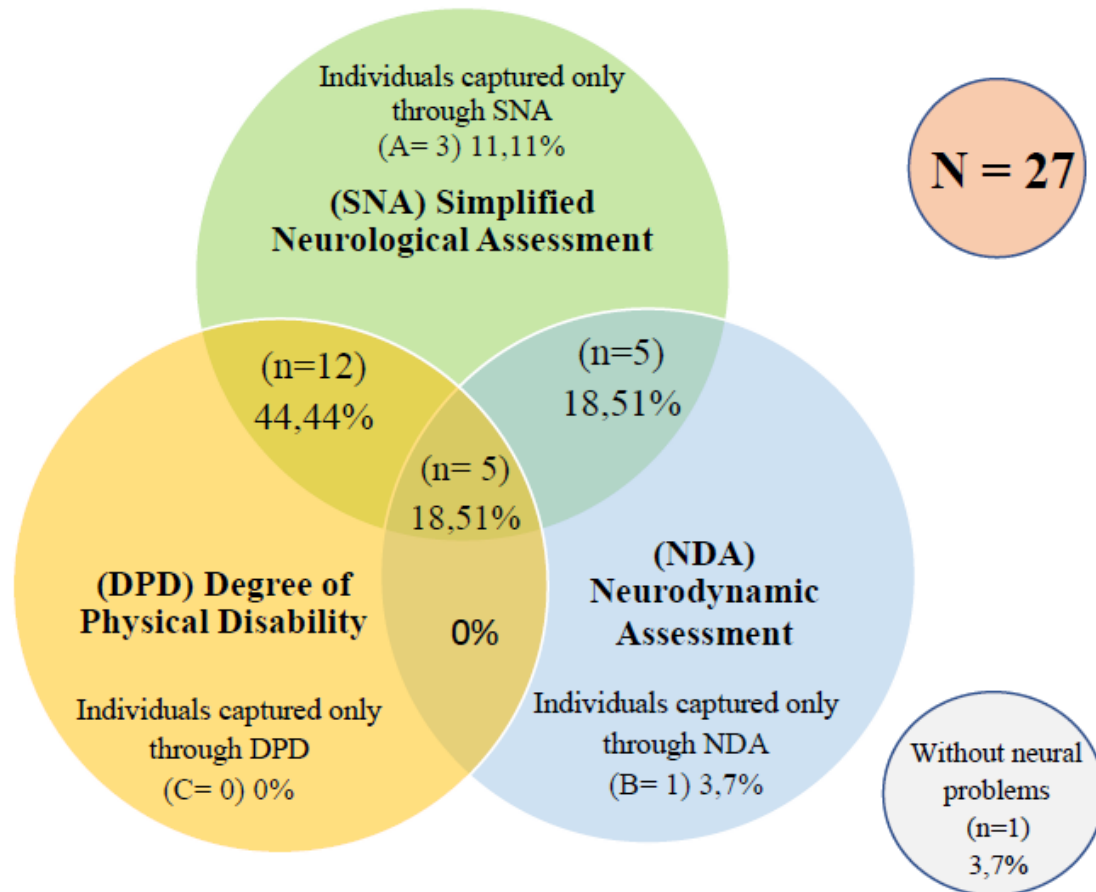 Individuals captured only
through SNA
(A= 3) 11,11%
(SNA) Simplified
Neurological Assessment
N = 27
(n=12)
44,44%
(n=5)
18,51%
(n= 5)
18,51%
(DPD) Degree of
Physical Disability
(NDA)
Neurodynamic
Assessment
0%
Individuals captured only
through DPD
(C= 0) 0%
Individuals captured only
through NDA
(B= 1) 3,7%
Without neural
problems
(n=1)
3,7%